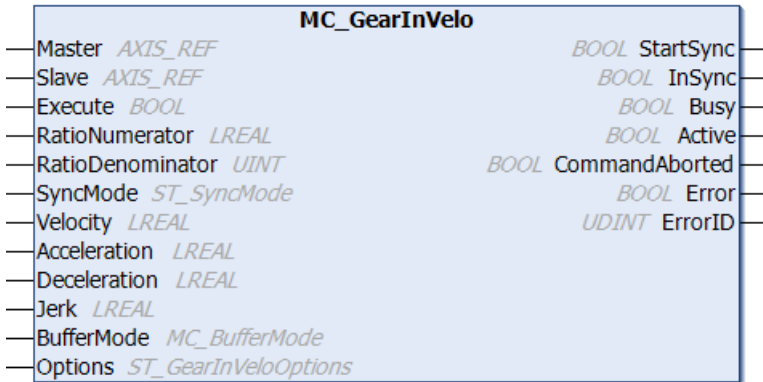 MC_GearInVelo
Master AXIS_REF BOOL StartSync
Slave AXIS_REF BOOL InSync
Execute BOOL BOOL Busy
RatioNumerator LREAL BOOL Active
RatioDenominator UINT BOOL CommandAborted
SyncMode ST_SyncMode BOOL Error
Velocity LREAL UDINT ErrorID
Acceleration LREAL
Deceleration LREAL
Jerk LREAL
BufferMode MC_BufferMode
Options ST_GearInVeloOptions